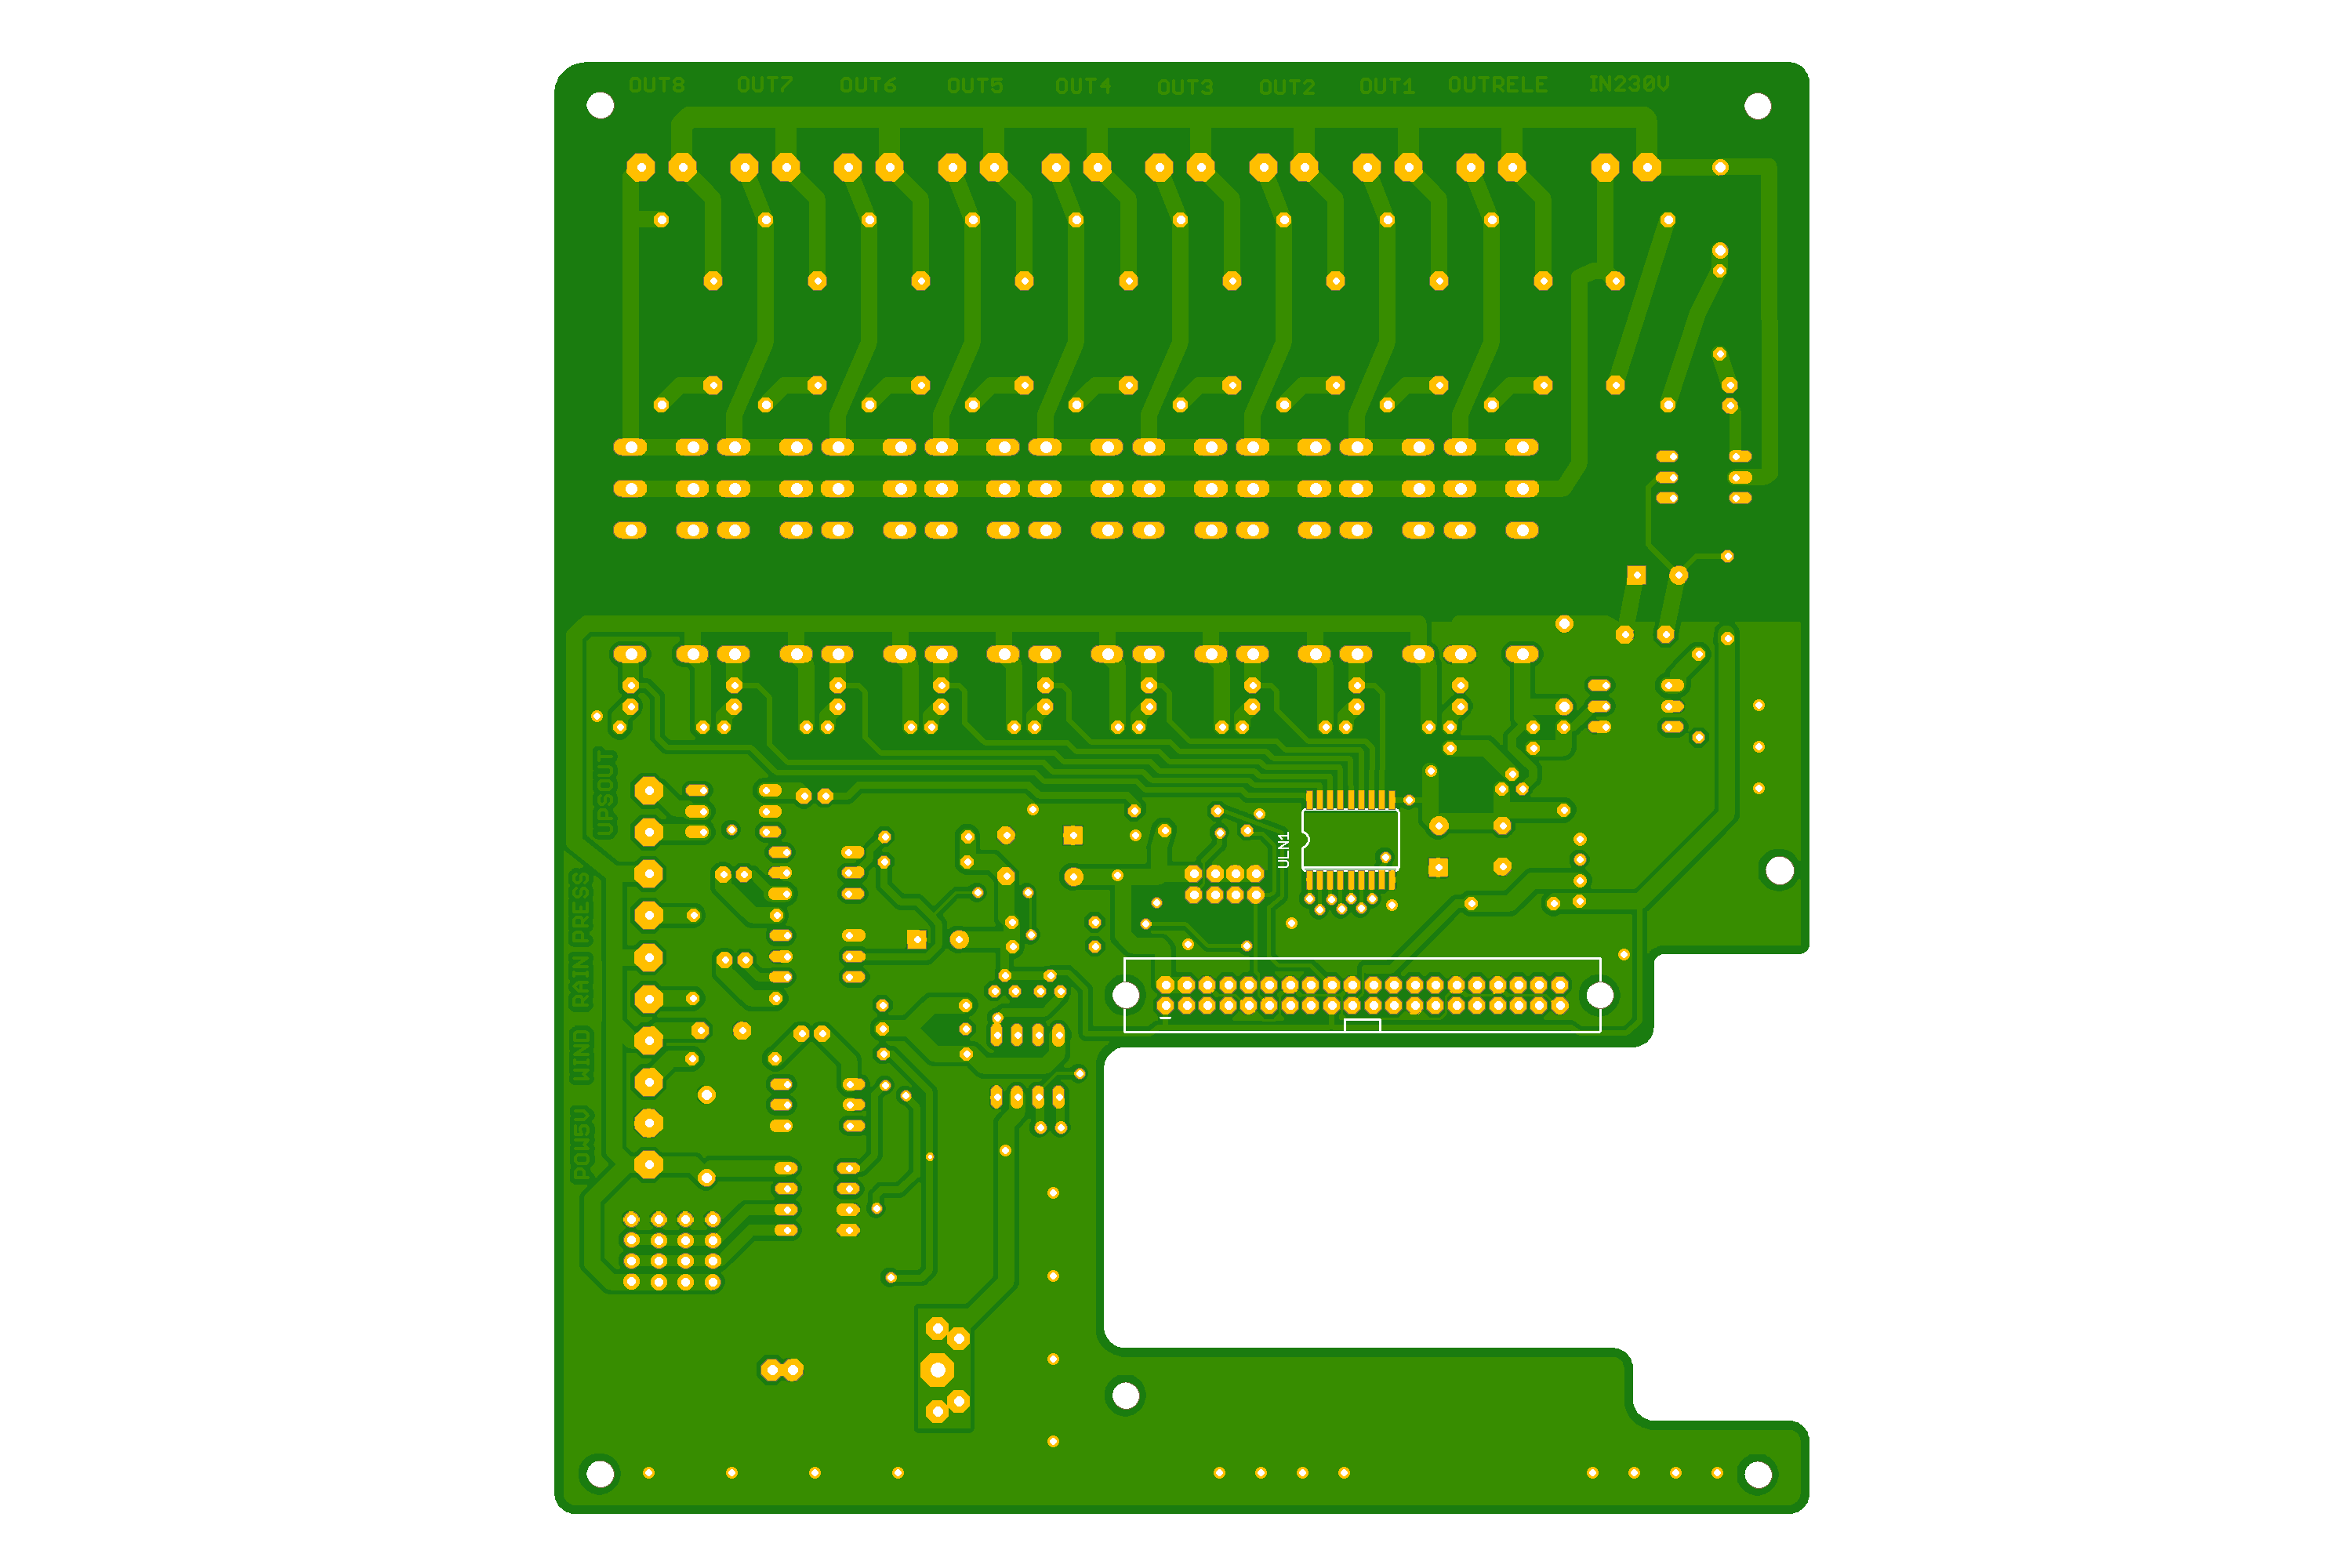 OUT8 OUT7 OUT6 OUT5 OUT4 OUT3 OUT2 OUT1 OUTRELE IN230V
UPSOUT
PRESS
RAIN
WIND
POW5V
ULN1